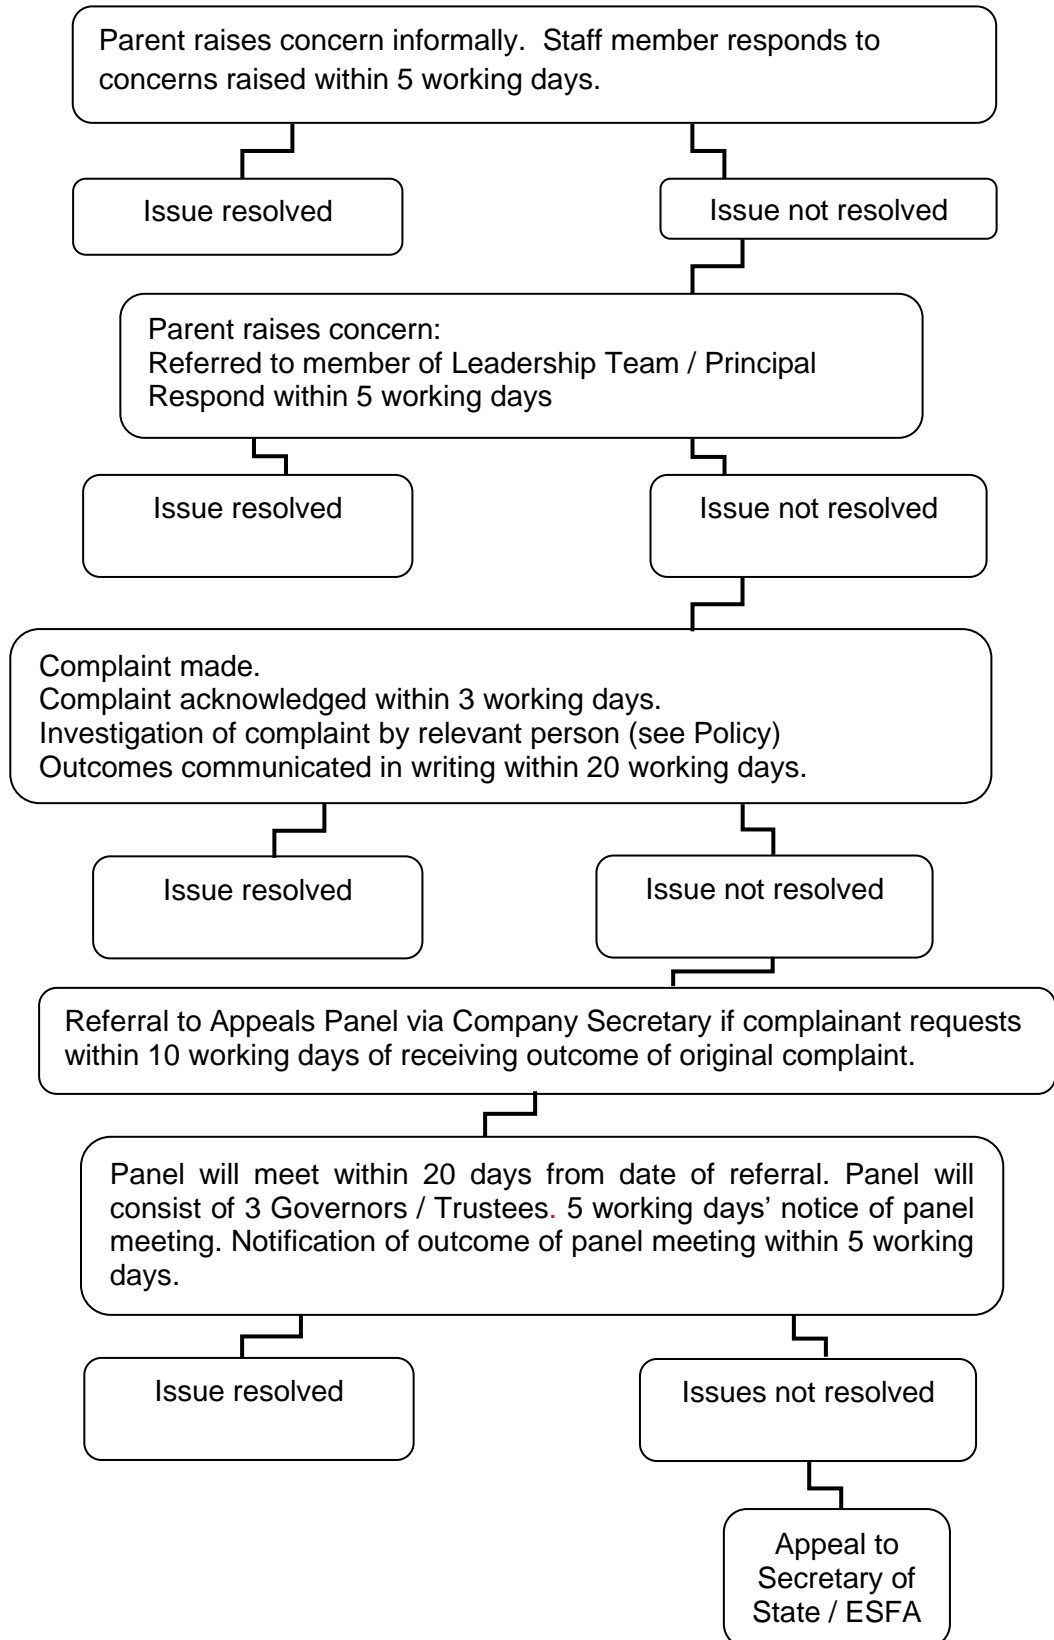 Parent raises concern informally.  Staff member responds to
concerns raised within 5 working days.
Issue resolved
Issue not resolved
Parent raises concern:
Referred to member of Leadership Team / Principal
Respond within 5 working days
Issue resolved
Issue not resolved
Complaint made.
Complaint acknowledged within 3 working days.
Investigation of complaint by relevant person (see Policy)
Outcomes communicated in writing within 20 working days.
Issue resolved
Issue not resolved
Referral to Appeals Panel via Company Secretary if complainant requests
within 10 working days of receiving outcome of original complaint.
Panel will meet within 20 days from date of referral. Panel will
consist of 3 Governors / Trustees. 5 working days’ notice of panel
meeting. Notification of outcome of panel meeting within 5 working
days.
Issue resolved
Issues not resolved
Appeal to
Secretary of
State / ESFA